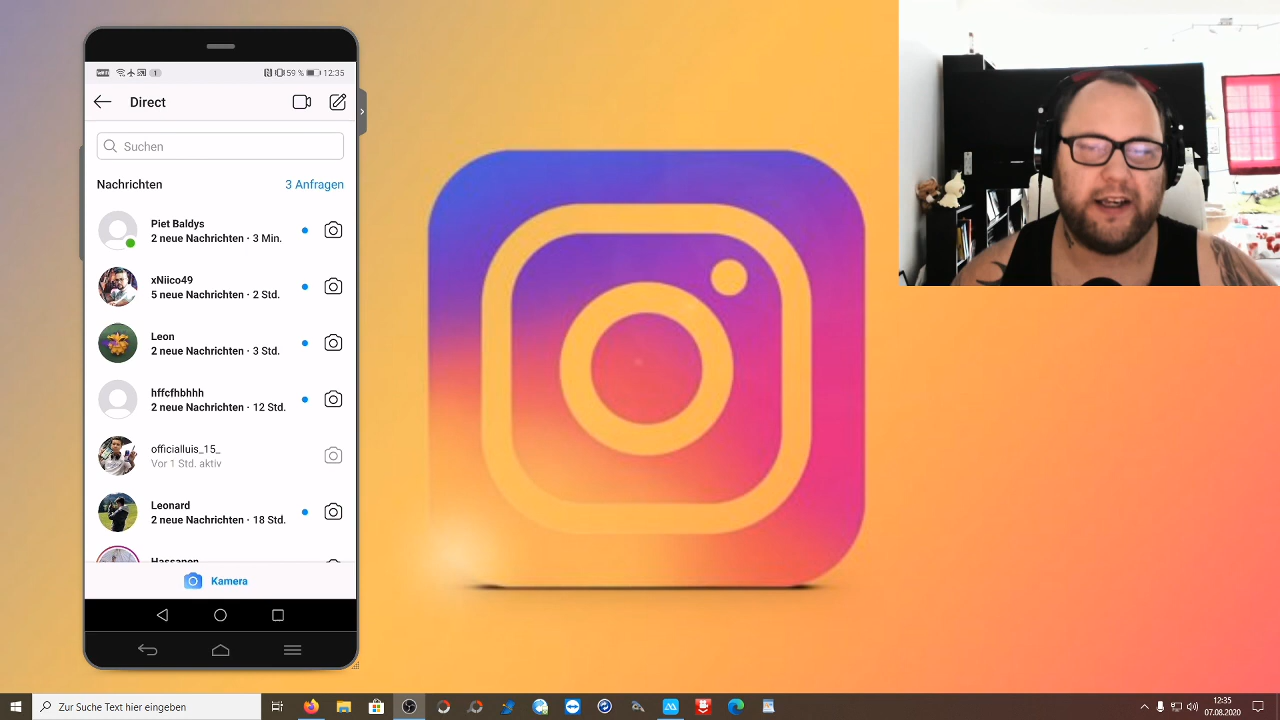 59 % 12:35
Direct
Suchen
Nachrichten 3 Anfragen
Piet Baldys
2 neue Nachrichten · 3 Min.
xNiico49
5 neue Nachrichten · 2 Std.
Leon
2 neue Nachrichten · 3 Std.
hffcfhbhhh
2 neue Nachrichten · 12 Std.
officialluis_15_
Vor 1 Std. aktiv
Leonard
2 neue Nachrichten · 18 Std.
Kamera
Zur Suche Text hier eingeben
12:35
07.08.2020